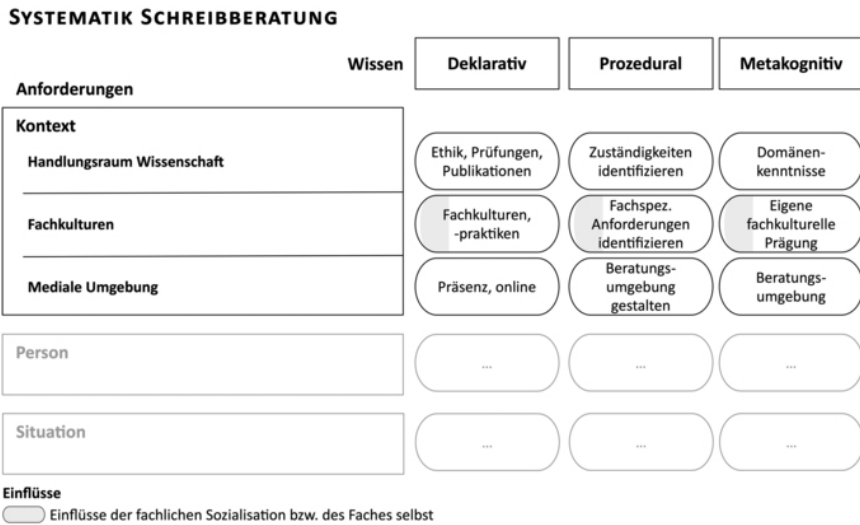 SYSTEMATIK SCHREIBBERATUNG
Wissen
Deklarativ
Prozedural
Metakognitiv
Anforderungen
Kontext
Handlungsraum Wissenschaft
Ethik, Prüfungen,
Publikationen
Zuständigkeiten
identifizieren
Domänen-
kenntnisse
Fachkulturen
Fachkulturen,
-praktiken
Fachspez.
Anforderungen
identifizieren
Eigene
fachkulturelle
Prägung
Mediale Umgebung
Präsenz, online
Beratungs-
umgebung
gestalten
Beratungs-
umgebung
Person
...
...
...
Situation
...
...
...
Einflüsse
Einflüsse der fachlichen Sozialisation bzw. des Faches selbst